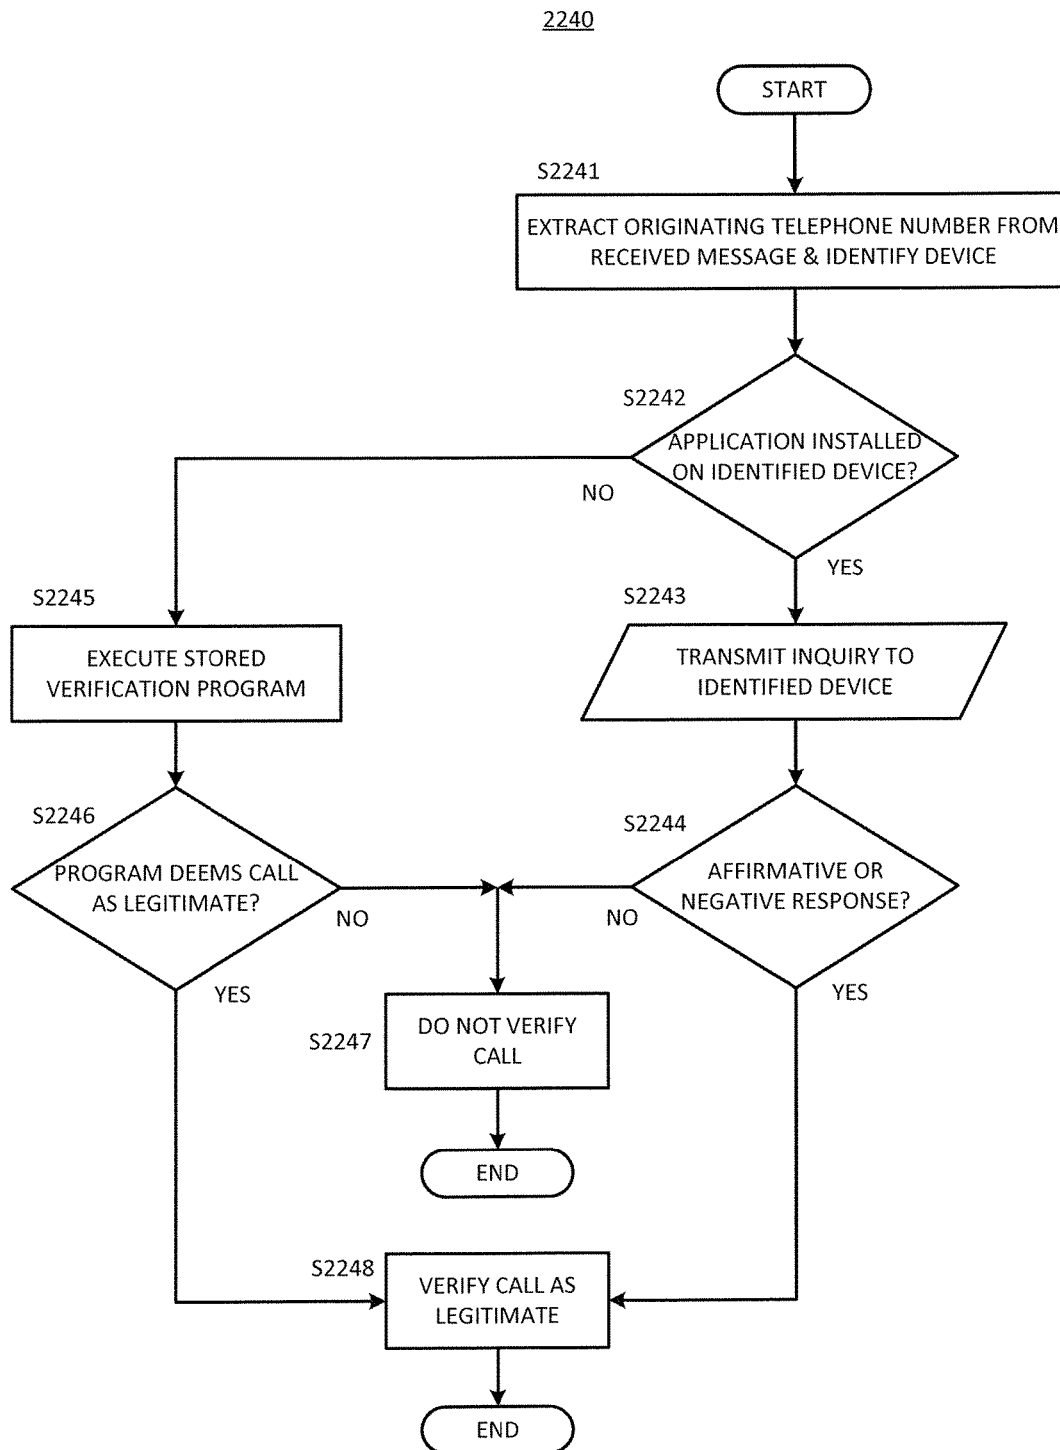 2240
START
S2241
EXTRACT ORIGINATING TELEPHONE NUMBER FROM
RECEIVED MESSAGE & IDENTIFY DEVICE
S2242
APPLICATION INSTALLED
ON IDENTIFIED DEVICE?
NO
YES
S2245
EXECUTE STORED
VERIFICATION PROGRAM
S2243
TRANSMIT INQUIRY TO
IDENTIFIED DEVICE
S2246
PROGRAM DEEMS CALL
AS LEGITIMATE?
NO
YES
S2244
AFFIRMATIVE OR
NEGATIVE RESPONSE?
NO
YES
S2247
DO NOT VERIFY
CALL
END
S2248
VERIFY CALL AS
LEGITIMATE
END